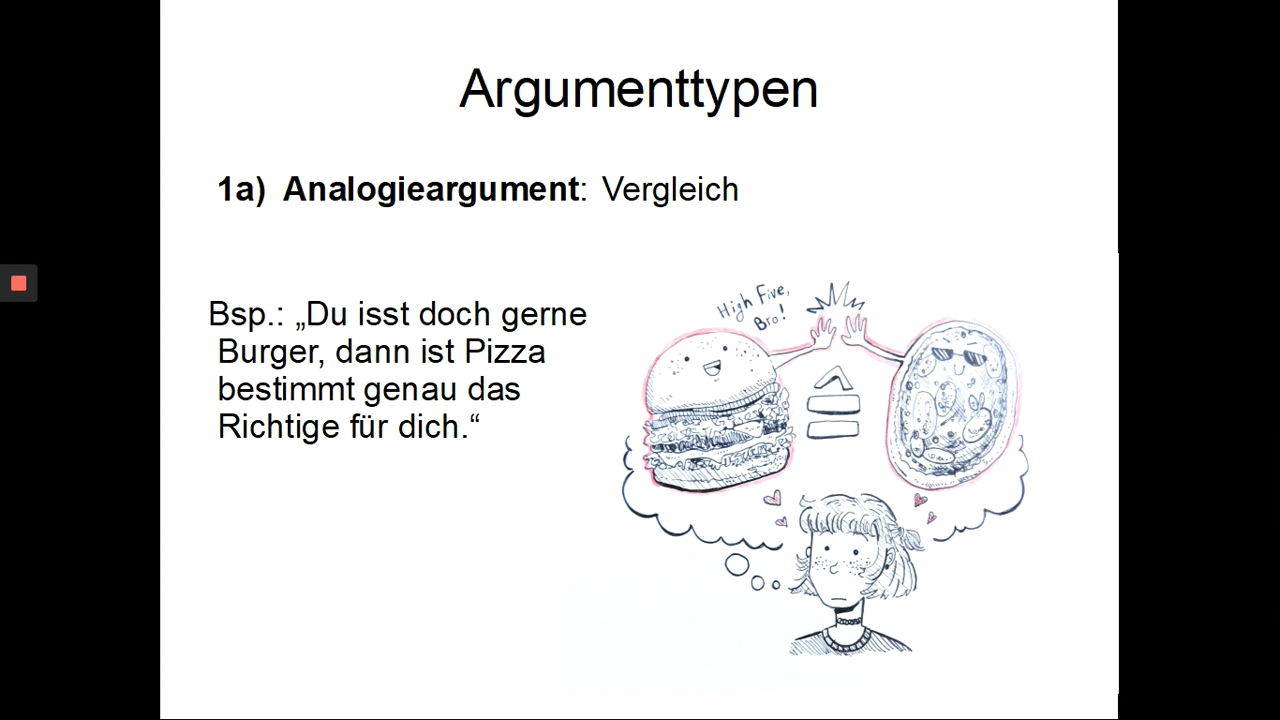 Argumenttypen
1a) Analogieargument: Vergleich
Bsp.: „Du isst doch gerne
Burger, dann ist Pizza
bestimmt genau das
Richtige für dich.“
High Five,
Bro!